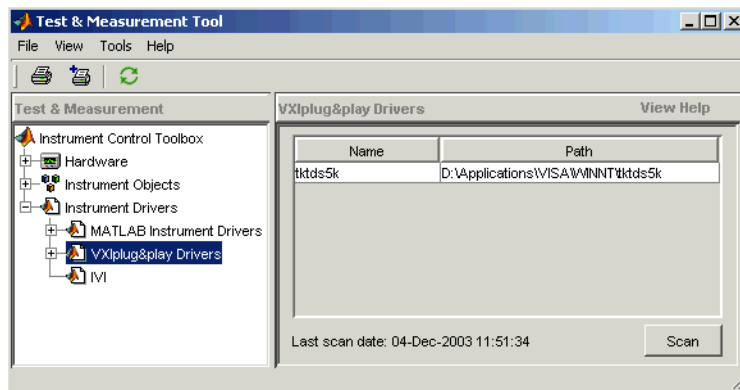 Test & Measurement Tool
File View Tools Help
Test & Measurement
VXIplug&play Drivers View Help
Instrument Control Toolbox
Hardware
Instrument Objects
Instrument Drivers
MATLAB Instrument Drivers
VXIplug&play Drivers
IVI
Name Path
tktds5k D:\Applications\VISA\WINNT\tktds5k
Last scan date: 04-Dec-2003 11:51:34
Scan